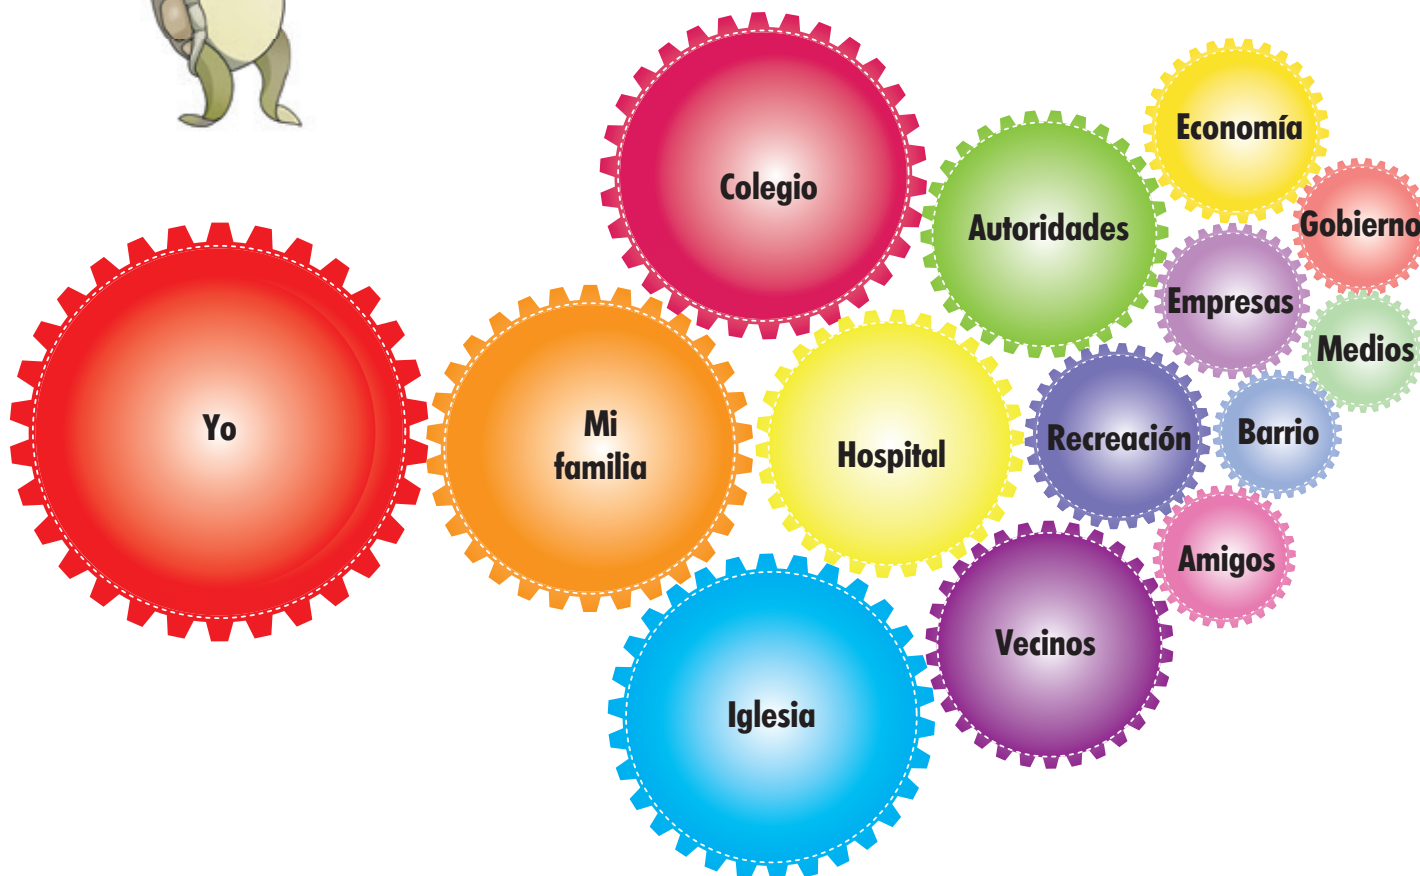 Yo
Mi
familia
Colegio
Hospital
Iglesia
Autoridades
Recreación
Vecinos
Economía
Empresas
Barrio
Amigos
Gobierno
Medios